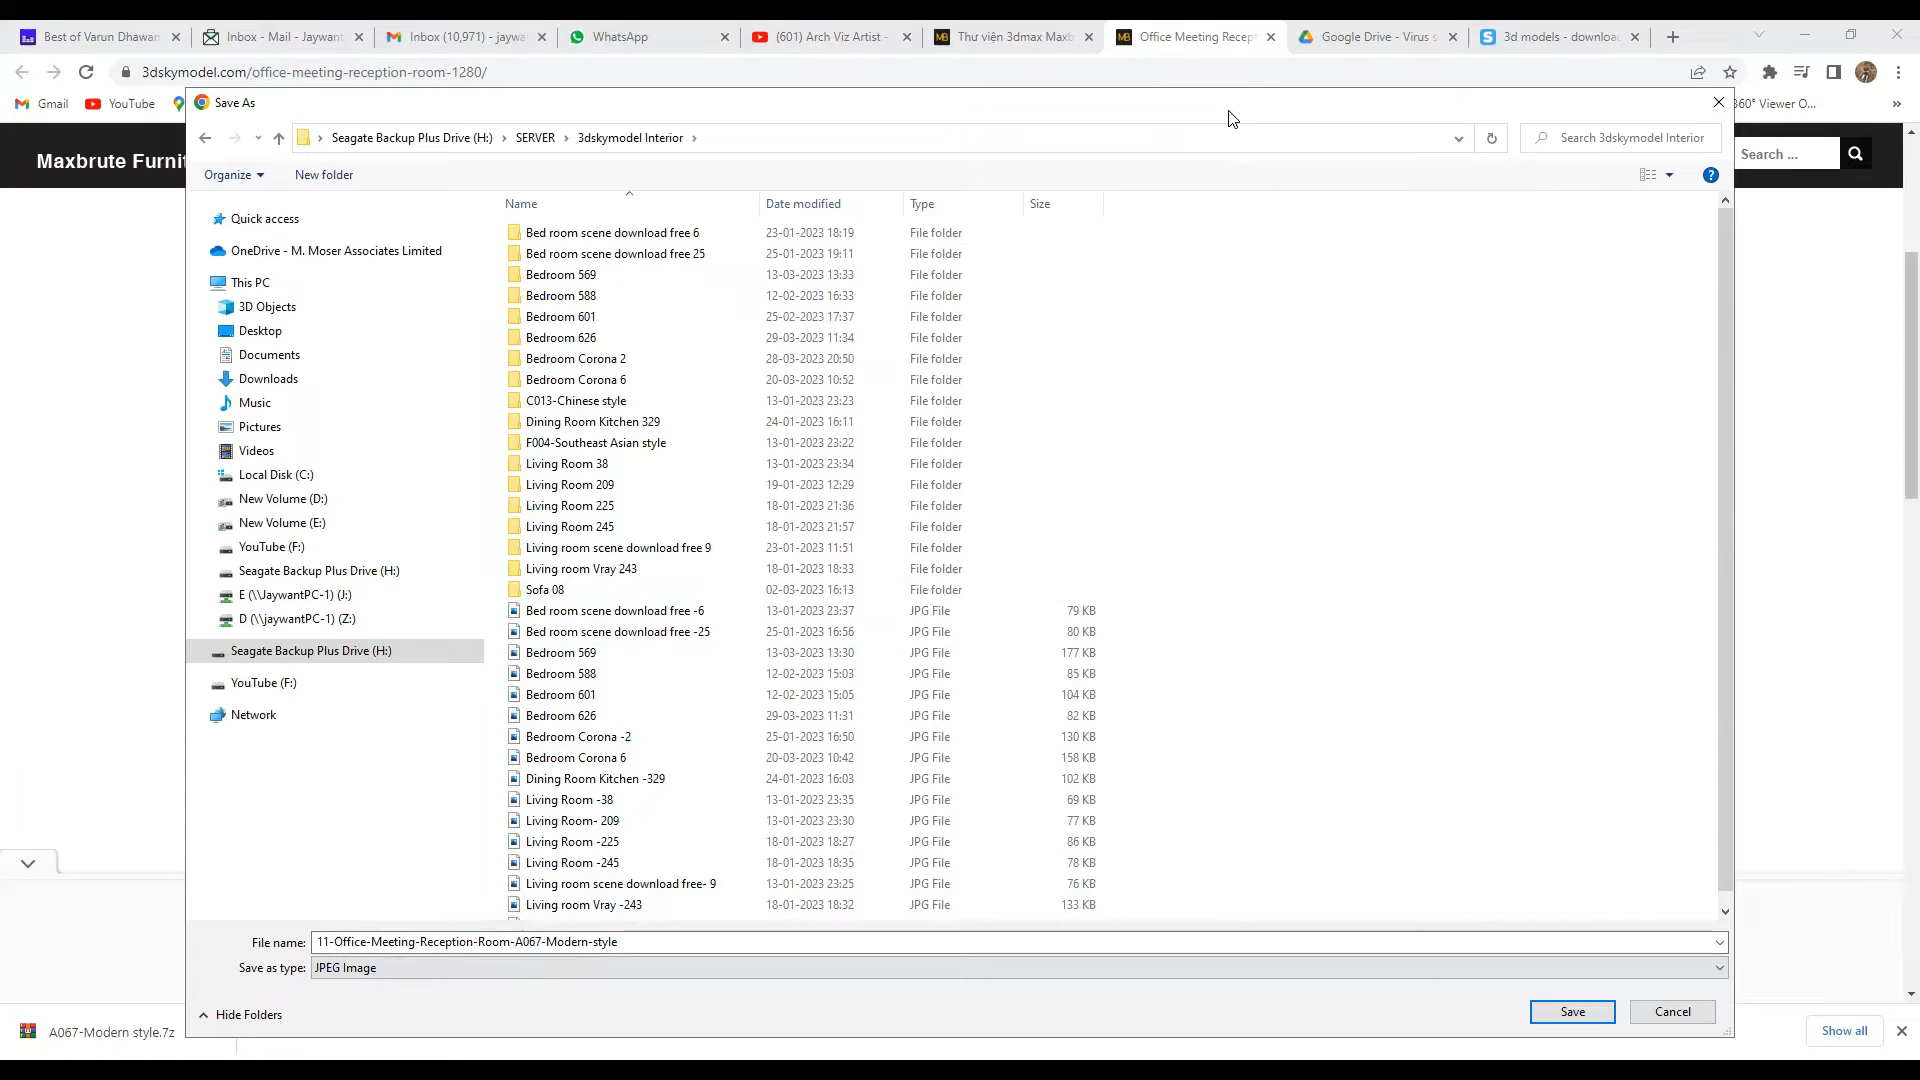 Best of Varun Dhawan
Inbox - Mail - Jaywant
Inbox (10,971) - jaywa
WhatsApp
(601) Arch Viz Artist -
Thư viện 3dmax Maxb
Office Meeting Recept
Google Drive - Virus s
3d models - download
3dskymodel.com/office-meeting-reception-room-1280/
Gmail
YouTube
360° Viewer O...
»
Save As
Seagate Backup Plus Drive (H:) › SERVER › 3dskymodel Interior ›
Search 3dskymodel Interior
Maxbrute Furnit
Search ...
Organize
New folder
Name Date modified Type Size
Quick access
OneDrive - M. Moser Associates Limited
This PC
3D Objects
Desktop
Documents
Downloads
Music
Pictures
Videos
Local Disk (C:)
New Volume (D:)
New Volume (E:)
YouTube (F:)
Seagate Backup Plus Drive (H:)
E (\\JaywantPC-1) (J:)
D (\\jaywantPC-1) (Z:)
Seagate Backup Plus Drive (H:)
YouTube (F:)
Network
Bed room scene download free 6 23-01-2023 18:19 File folder
Bed room scene download free 25 25-01-2023 19:11 File folder
Bedroom 569 13-03-2023 13:33 File folder
Bedroom 588 12-02-2023 16:33 File folder
Bedroom 601 25-02-2023 17:37 File folder
Bedroom 626 29-03-2023 11:34 File folder
Bedroom Corona 2 28-03-2023 20:50 File folder
Bedroom Corona 6 20-03-2023 10:52 File folder
C013-Chinese style 13-01-2023 23:23 File folder
Dining Room Kitchen 329 24-01-2023 16:11 File folder
F004-Southeast Asian style 13-01-2023 23:22 File folder
Living Room 38 13-01-2023 23:34 File folder
Living Room 209 19-01-2023 12:29 File folder
Living Room 225 18-01-2023 21:36 File folder
Living Room 245 18-01-2023 21:57 File folder
Living room scene download free 9 23-01-2023 11:51 File folder
Living room Vray 243 18-01-2023 18:33 File folder
Sofa 08 02-03-2023 16:13 File folder
Bed room scene download free -6 13-01-2023 23:37 JPG File 79 KB
Bed room scene download free -25 25-01-2023 16:56 JPG File 80 KB
Bedroom 569 13-03-2023 13:30 JPG File 177 KB
Bedroom 588 12-02-2023 15:03 JPG File 85 KB
Bedroom 601 12-02-2023 15:05 JPG File 104 KB
Bedroom 626 29-03-2023 11:31 JPG File 82 KB
Bedroom Corona -2 25-01-2023 16:50 JPG File 130 KB
Bedroom Corona 6 20-03-2023 10:42 JPG File 158 KB
Dining Room Kitchen -329 24-01-2023 16:03 JPG File 102 KB
Living Room -38 13-01-2023 23:35 JPG File 69 KB
Living Room- 209 13-01-2023 23:30 JPG File 77 KB
Living Room -225 18-01-2023 18:27 JPG File 86 KB
Living Room -245 18-01-2023 18:35 JPG File 78 KB
Living room scene download free- 9 13-01-2023 23:25 JPG File 76 KB
Living room Vray -243 18-01-2023 18:32 JPG File 133 KB
File name: 11-Office-Meeting-Reception-Room-A067-Modern-style
Save as type: JPEG Image
Hide Folders
Save
Cancel
A067-Modern style.7z
Show all